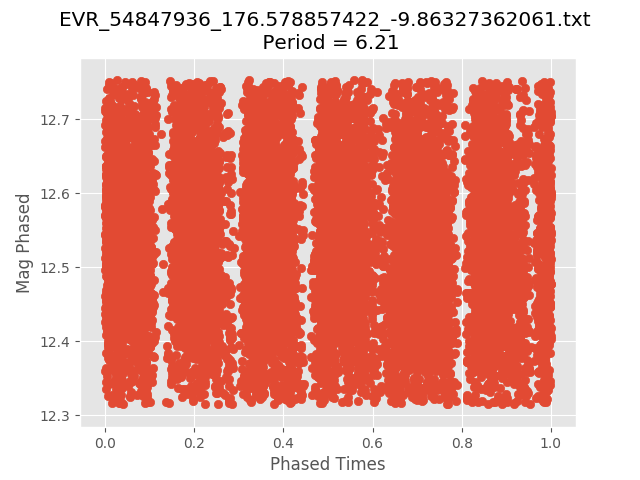 EVR_54847936_176.578857422_-9.86327362061.txt
Period = 6.21
12.7
12.6
12.5
12.4
12.3
Mag Phased
0.0 0.2 0.4 0.6 0.8 1.0
Phased Times